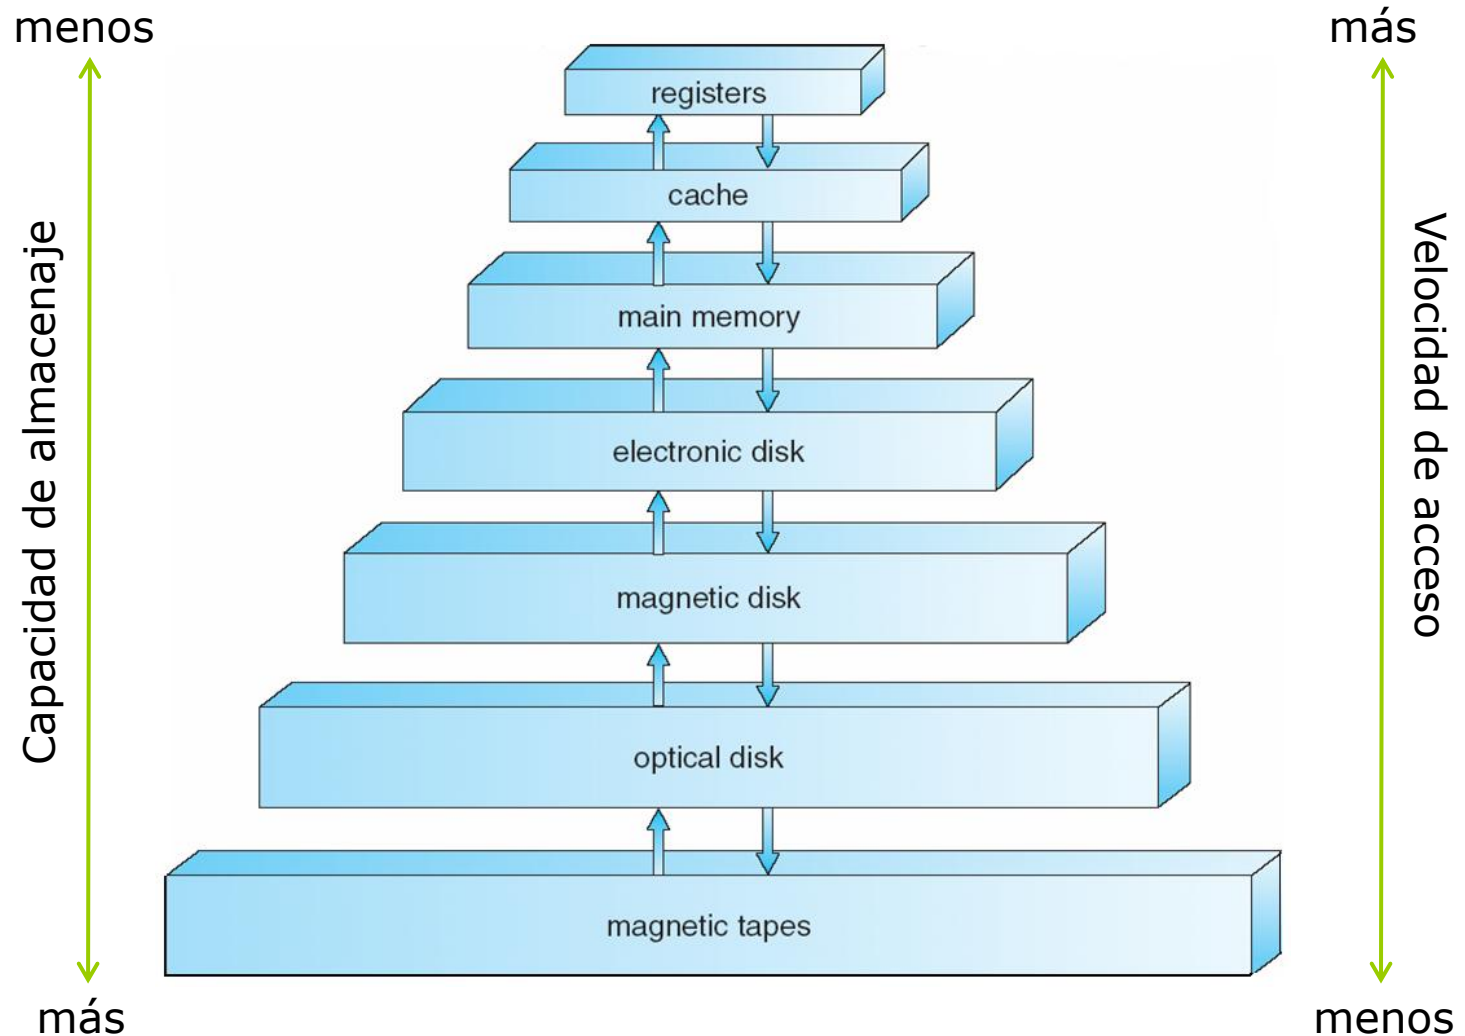 menos
más
registers
cache
main memory
electronic disk
magnetic disk
optical disk
magnetic tapes
Capacidad de almacenaje
Velocidad de acceso
más
menos